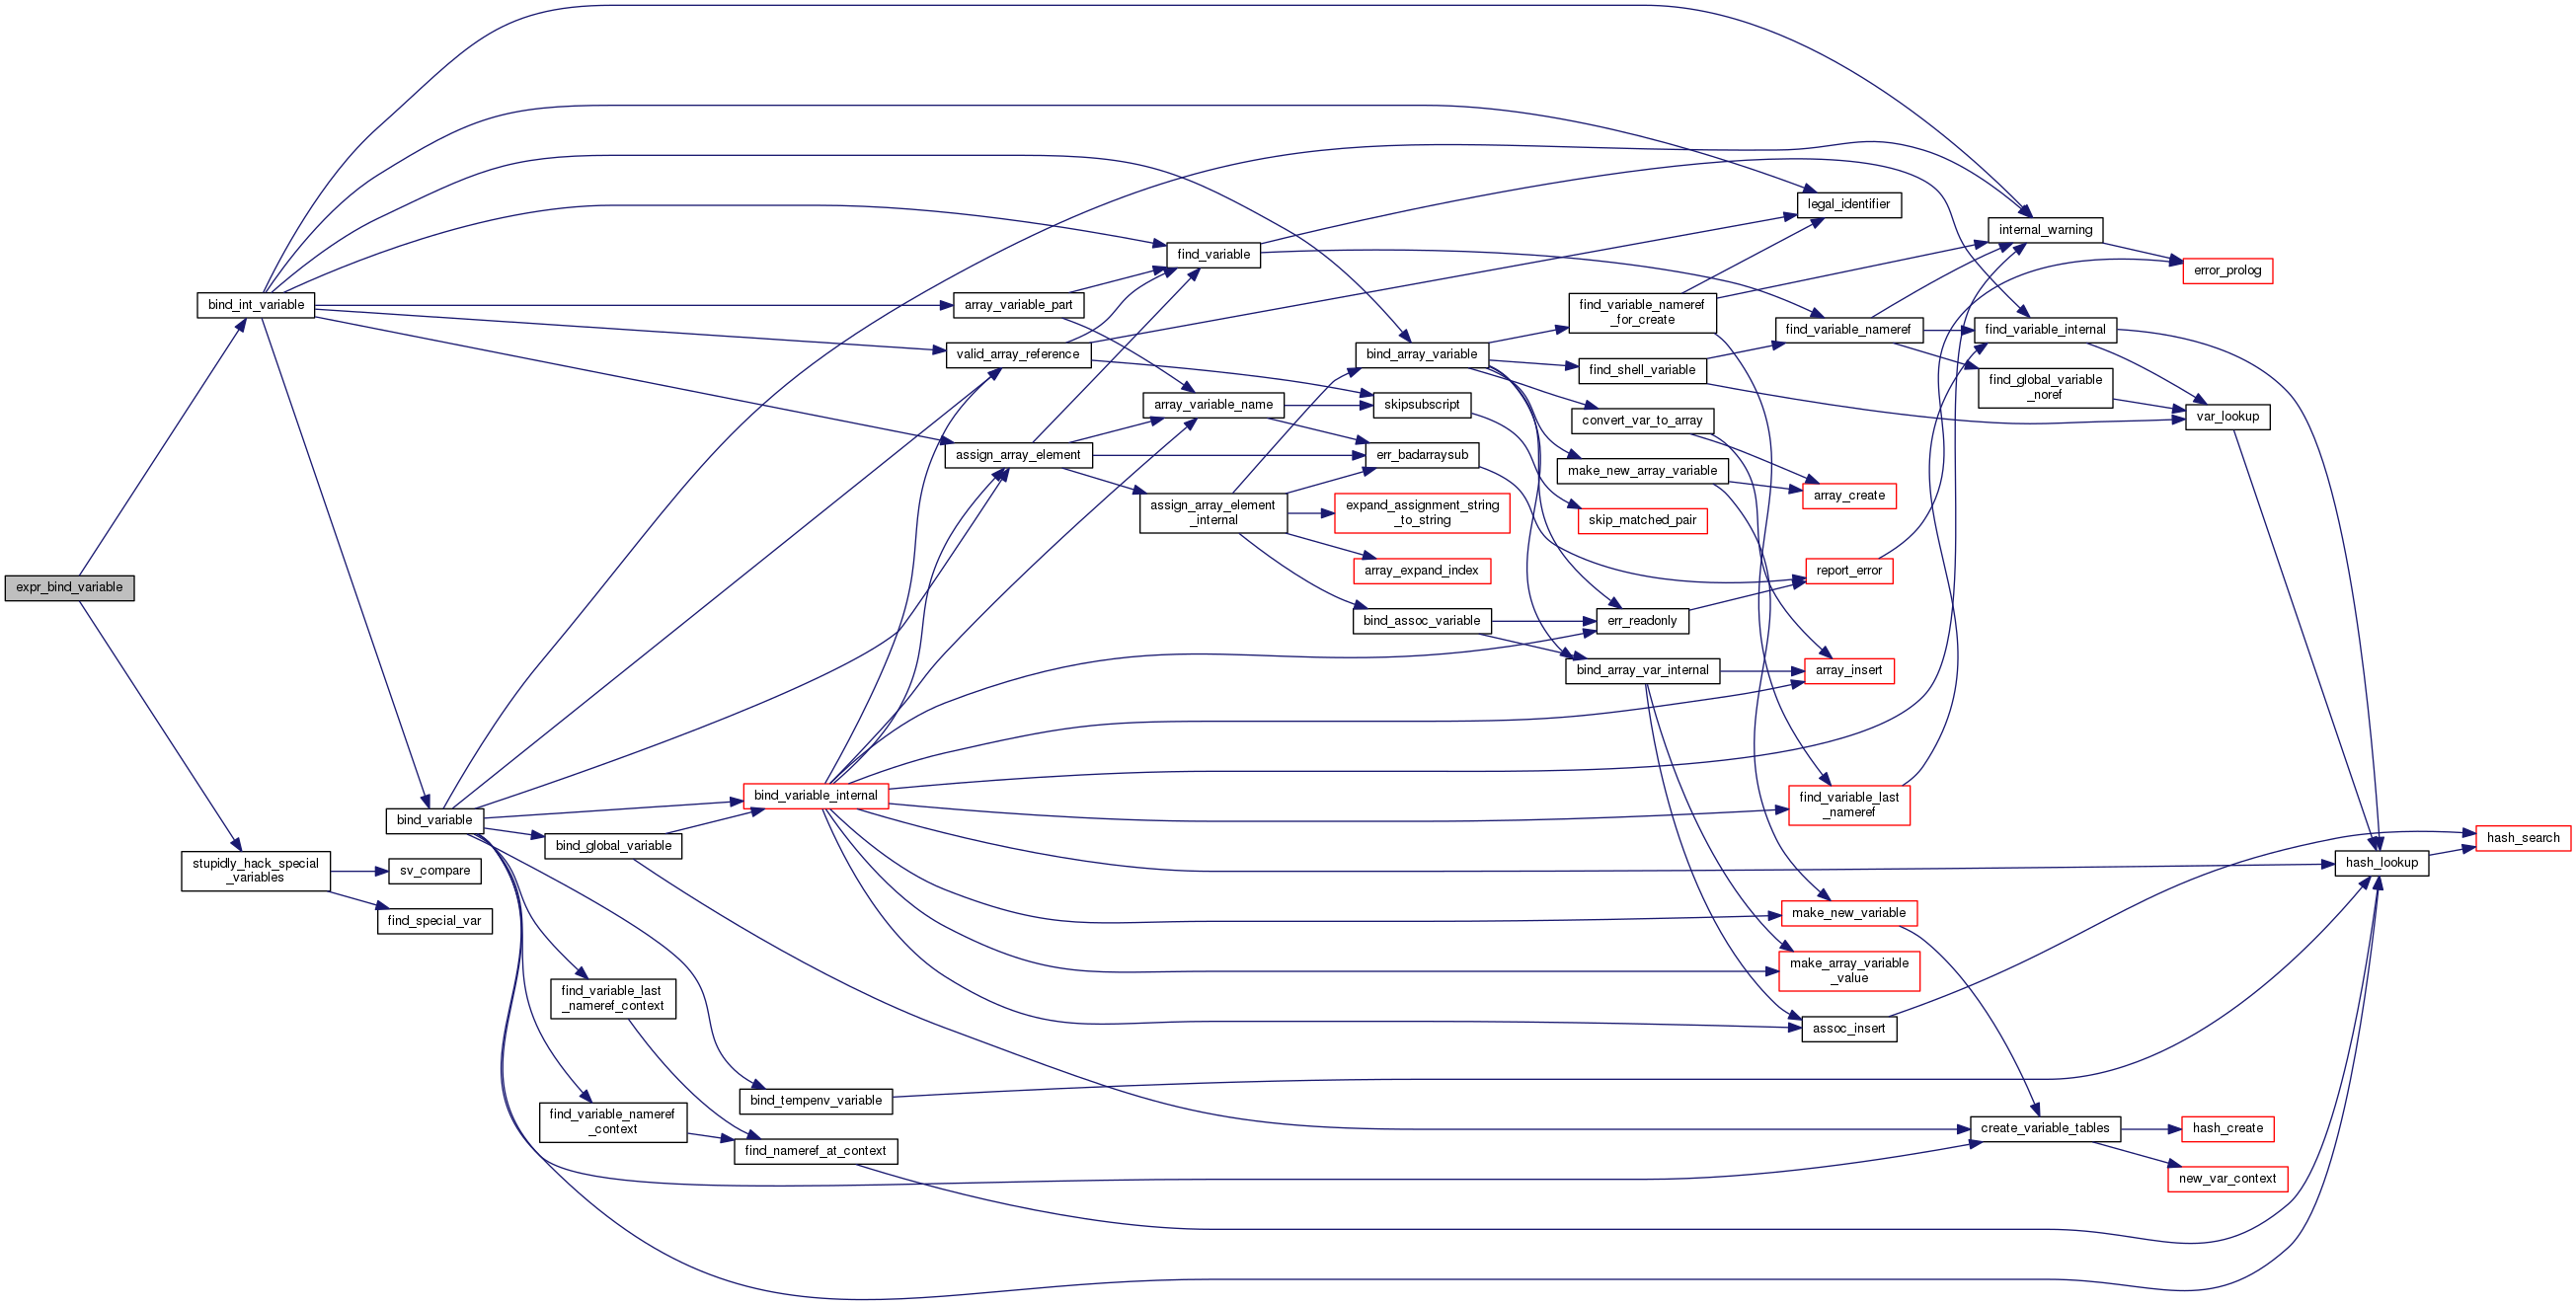 expr_bind_variable
bind_int_variable
stupidly_hack_special
_variables
bind_variable
sv_compare
find_special_var
bind_global_variable
find_variable_last
_nameref_context
find_variable_nameref
_context
bind_variable_internal
bind_tempenv_variable
find_nameref_at_context
array_variable_part
valid_array_reference
assign_array_element
find_variable
array_variable_name
assign_array_element
_internal
bind_array_variable
skipsubscript
err_badarraysub
expand_assignment_string
_to_string
array_expand_index
bind_assoc_variable
find_variable_nameref
_for_create
find_shell_variable
convert_var_to_array
make_new_array_variable
skip_matched_pair
err_readonly
bind_array_var_internal
legal_identifier
find_variable_nameref
array_create
report_error
array_insert
find_variable_last
_nameref
make_new_variable
make_array_variable
_value
assoc_insert
internal_warning
find_variable_internal
find_global_variable
_noref
create_variable_tables
error_prolog
var_lookup
hash_create
new_var_context
hash_lookup
hash_search